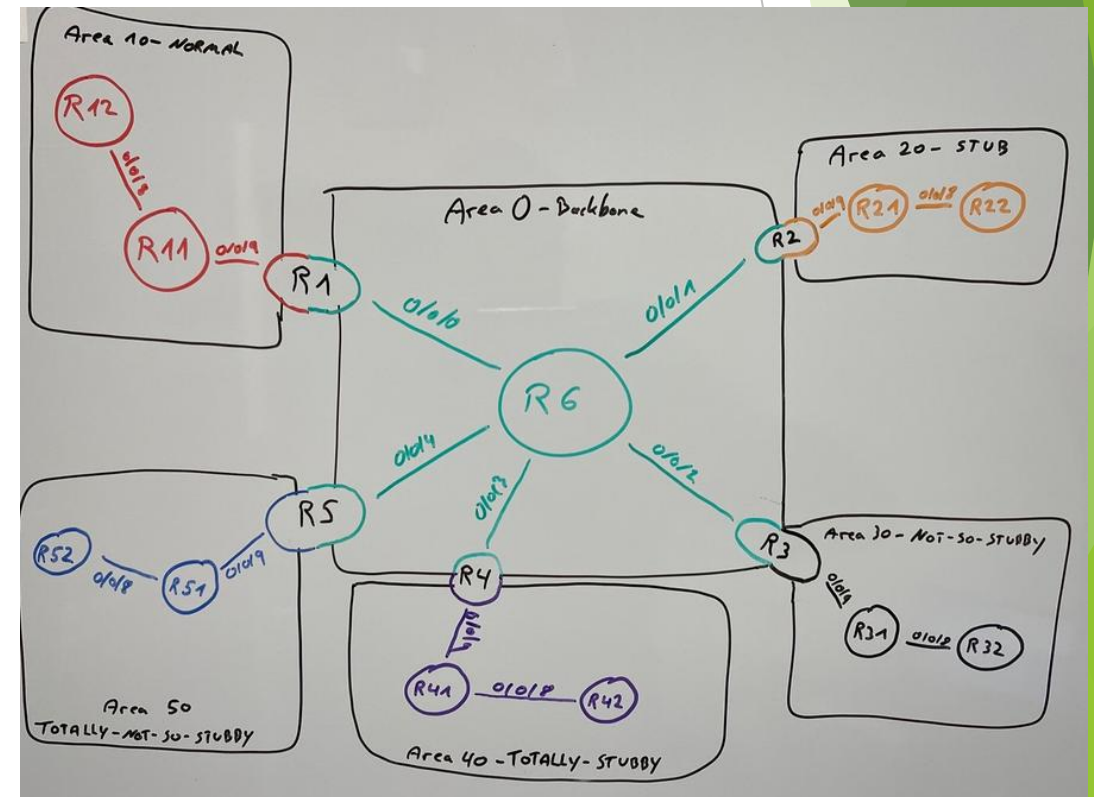 Area 10- NORMAL
R12
0/0/8
R11
0/0/9
R1
Area 0 - Backbone
0/0/0
0/0/1
R6
0/0/4
0/0/3
0/0/2
Area 20 - STUB
R2
0/0/9
R21
0/0/8
R22
R5
0/0/9
R51
0/0/8
R52
Area 50
TOTALLY-NOT-SO-STUBBY
R4
0/0/9
R41
0/0/8
R42
Area 40 - TOTALLY-STUBBY
R3
Area 30 - NOT-SO-STUBBY
0/0/9
R31
0/0/8
R32